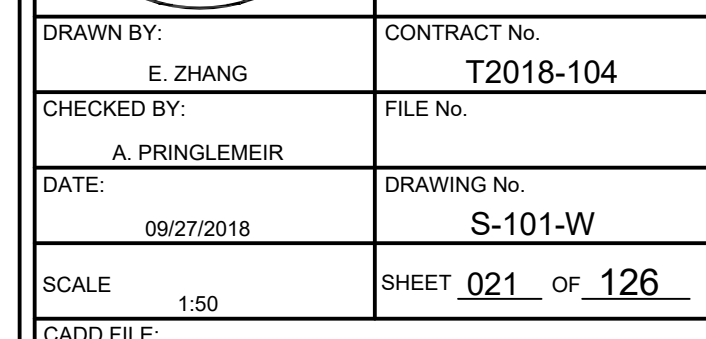 DRAWN BY:
E. ZHANG
CONTRACT No.
T2018-104
CHECKED BY:
A. PRINGLEMEIR
FILE No.
DATE:
09/27/2018
DRAWING No.
S-101-W
SCALE
1:50
SHEET 021 OF 126
CADD FILE: